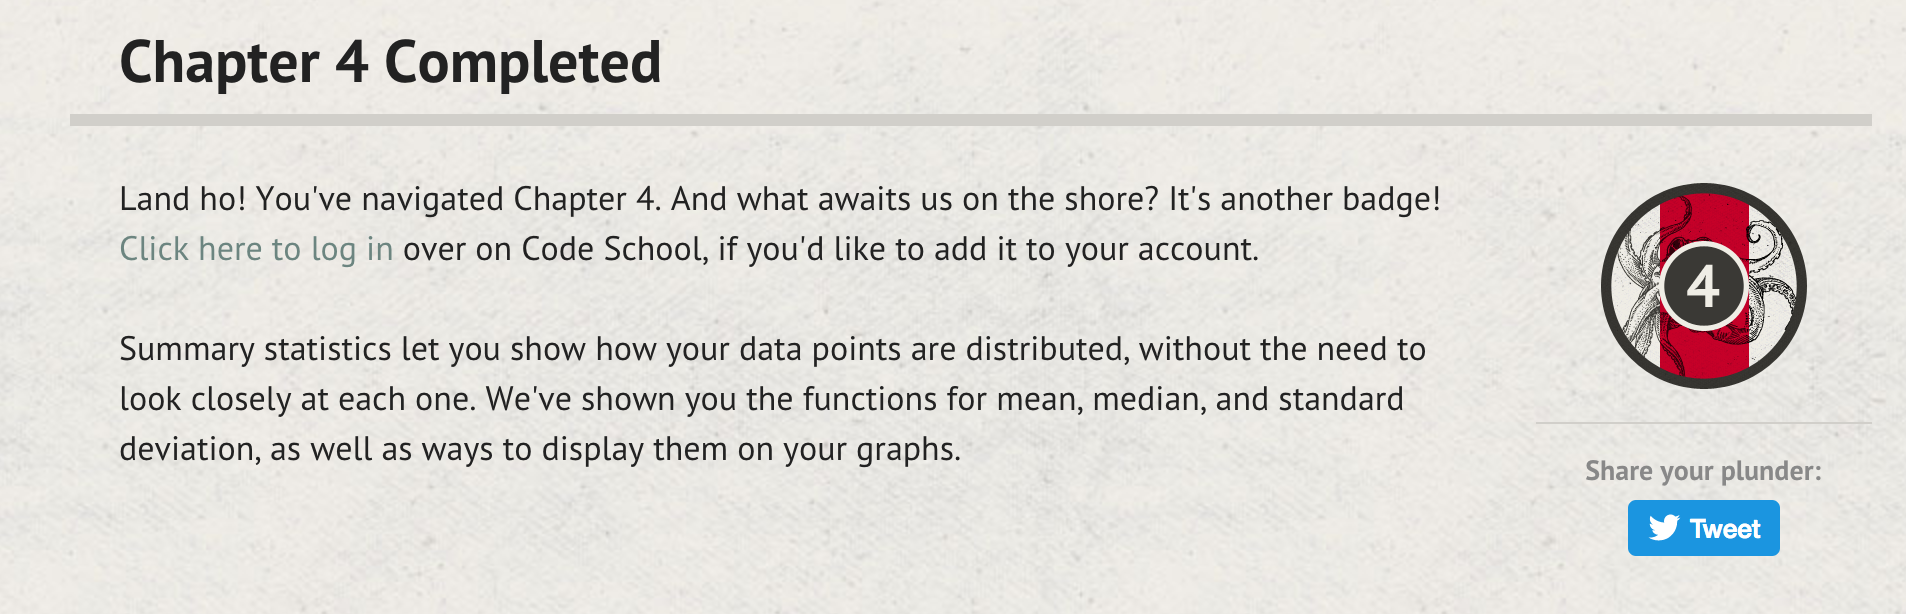 Chapter 4 Completed
Land ho! You've navigated Chapter 4. And what awaits us on the shore? It's another badge!
Click here to log in over on Code School, if you'd like to add it to your account.
Summary statistics let you show how your data points are distributed, without the need to
look closely at each one. We've shown you the functions for mean, median, and standard
deviation, as well as ways to display them on your graphs.
4
Share your plunder:
Tweet